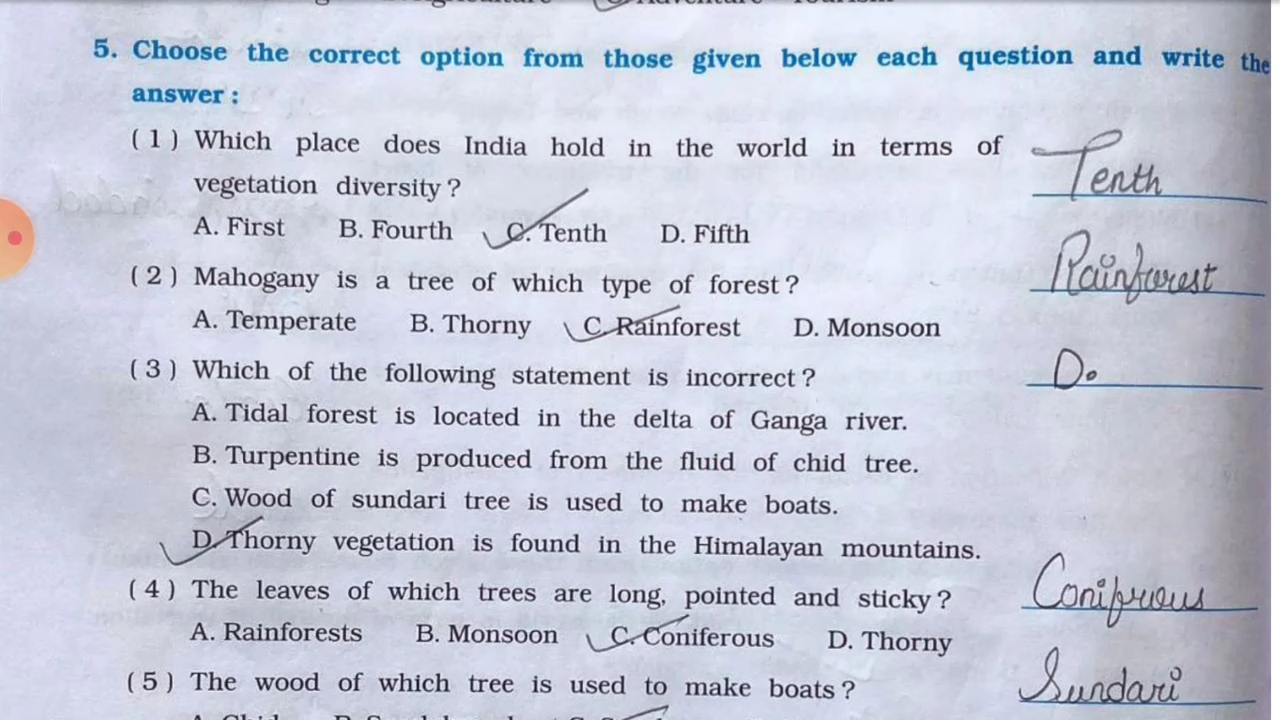 5. Choose the correct option from those given below each question and write the
answer :
( 1 ) Which place does India hold in the world in terms of
vegetation diversity ? Tenth
A. First B. Fourth C. Tenth D. Fifth
( 2 ) Mahogany is a tree of which type of forest ? Rainforest
A. Temperate B. Thorny C. Rainforest D. Monsoon
( 3 ) Which of the following statement is incorrect ? D.
A. Tidal forest is located in the delta of Ganga river.
B. Turpentine is produced from the fluid of chid tree.
C. Wood of sundari tree is used to make boats.
D. Thorny vegetation is found in the Himalayan mountains.
( 4 ) The leaves of which trees are long, pointed and sticky ? Coniferous
A. Rainforests B. Monsoon C. Coniferous D. Thorny
( 5 ) The wood of which tree is used to make boats ? Sundari